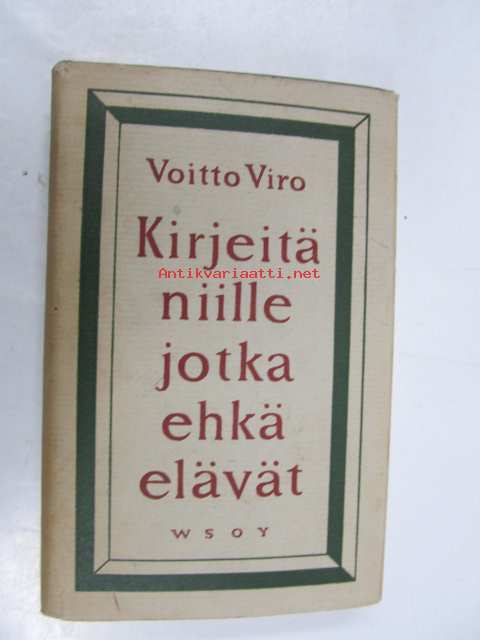 Voitto Viro
Kirjeitä
Antikvariaatti.net
niille
jotka
ehkä
elävät
WSOY